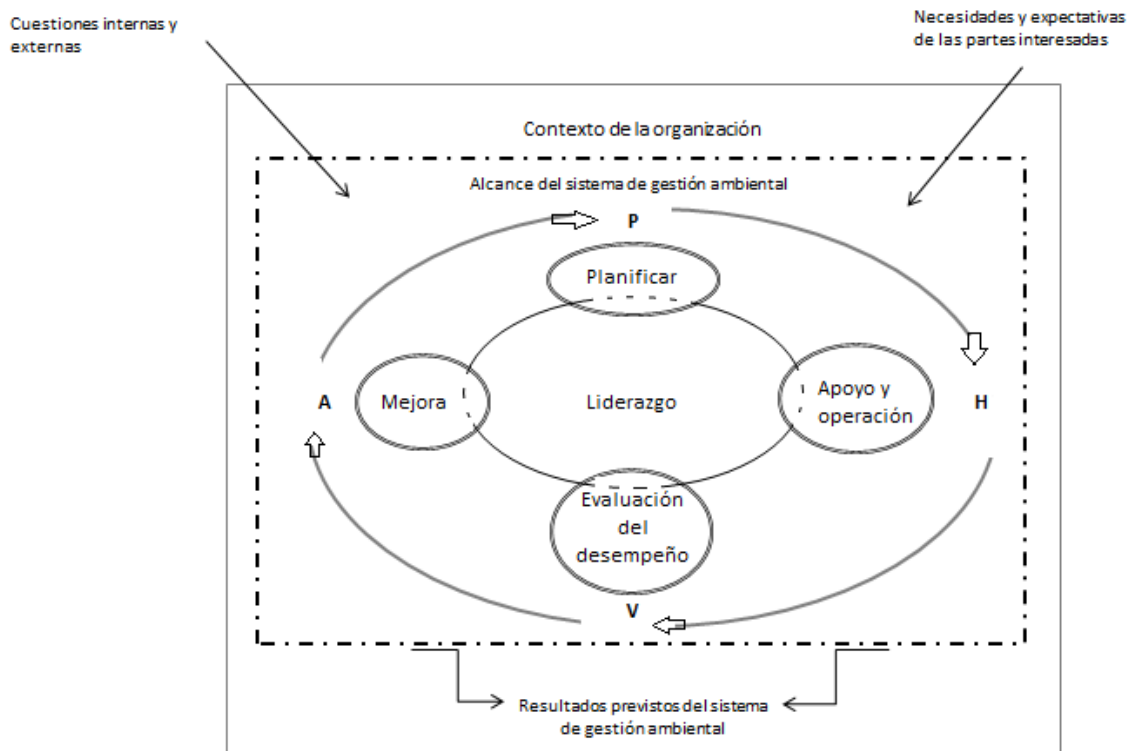 Cuestiones internas y
externas
Necesidades y expectativas
de las partes interesadas
Contexto de la organización
Alcance del sistema de gestión ambiental
P
Planificar
A
Mejora
Liderazgo
Apoyo y
operación
H
Evaluación
del
desempeño
V
Resultados previstos del sistema
de gestión ambiental